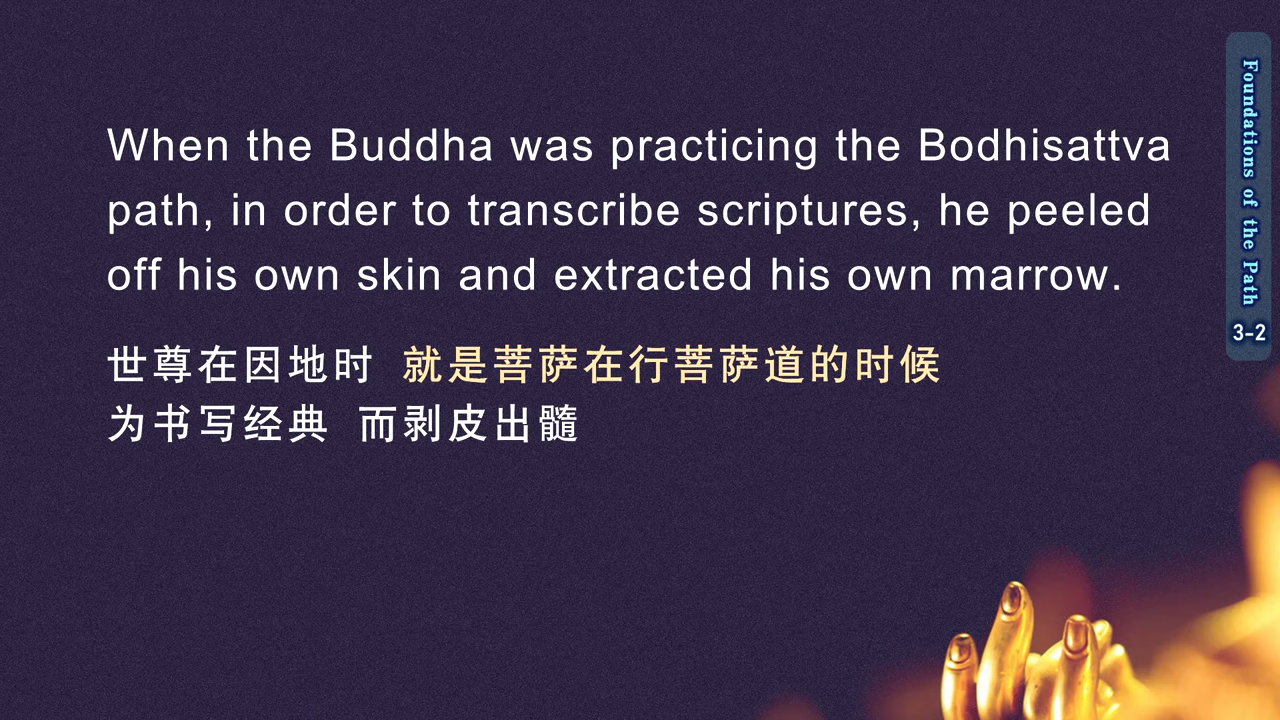 When the Buddha was practicing the Bodhisattva
path, in order to transcribe scriptures, he peeled
off his own skin and extracted his own marrow.
世尊在因地时 就是菩萨在行菩萨道的时候
为书写经典 而剥皮出髓
Foundations of the Path
3-2